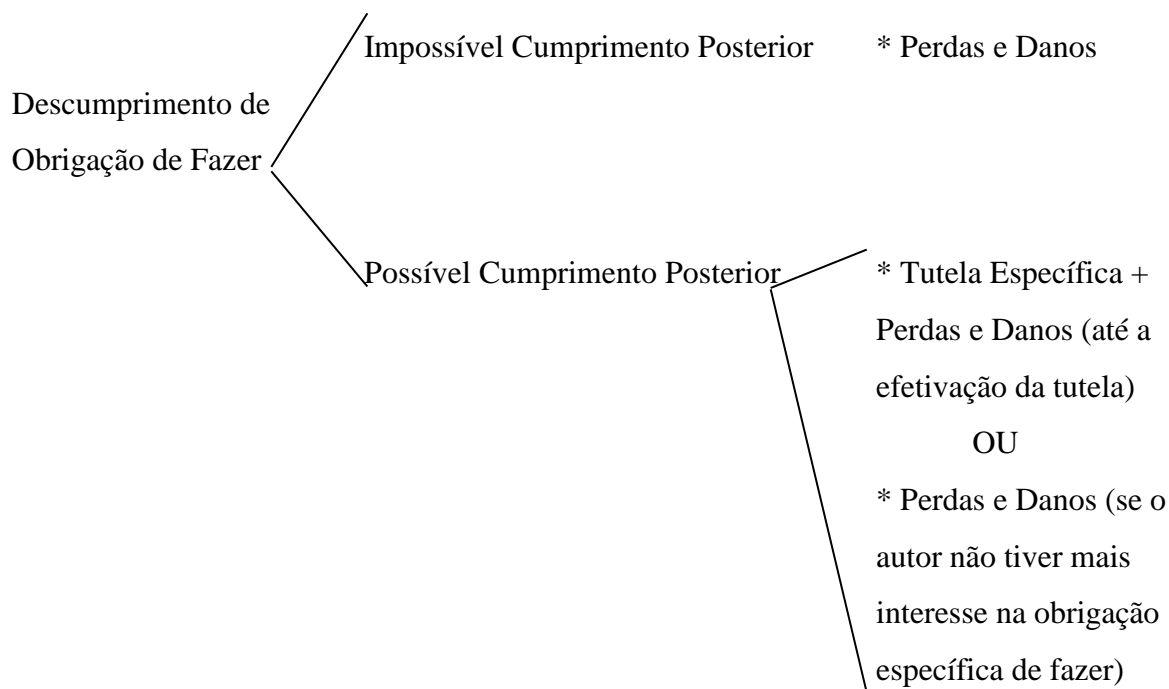 Impossível Cumprimento Posterior * Perdas e Danos
Descumprimento de
Obrigação de Fazer
Possível Cumprimento Posterior * Tutela Específica +
Perdas e Danos (até a
efetivação da tutela)
OU
* Perdas e Danos (se o
autor não tiver mais
interesse na obrigação
específica de fazer)